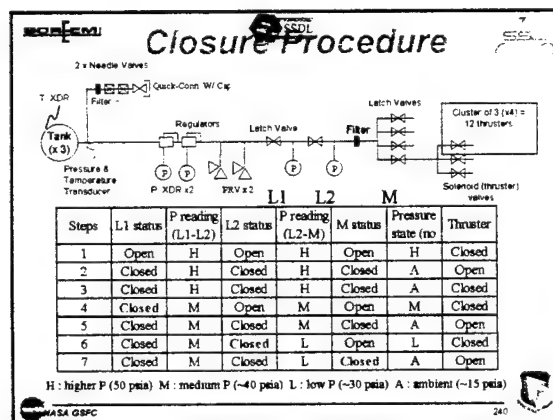 SSDL
Closure Procedure
2 x Needle Valves
Quick-Conn W/ Cap
T XDR
Filter
Regulators
Latch Valve
Latch Valves
Filter
Cluster of 3 (x4) =
12 thrusters
Tank
(x 3)
P P P P
Pressure &
Temperature
Transducer
P XDR x2
PRV x 2
Solenoid (thruster)
valves
L1 L2 M
Steps L1 status P reading (L1-L2) L2 status P reading (L2-M) M status Pressure state (no Thruster
1 Open H Open H Open H Closed
2 Closed H Closed H Closed A Open
3 Closed H Closed H Closed A Closed
4 Closed M Open M Open M Closed
5 Closed M Closed M Closed A Open
6 Closed M Closed L Open L Closed
7 Closed M Closed L Closed A Open
H : higher P (50 psia) M : medium P (~40 psia) L : low P (~30 psia) A : ambient (~15 psia)
NASA GSFC
240